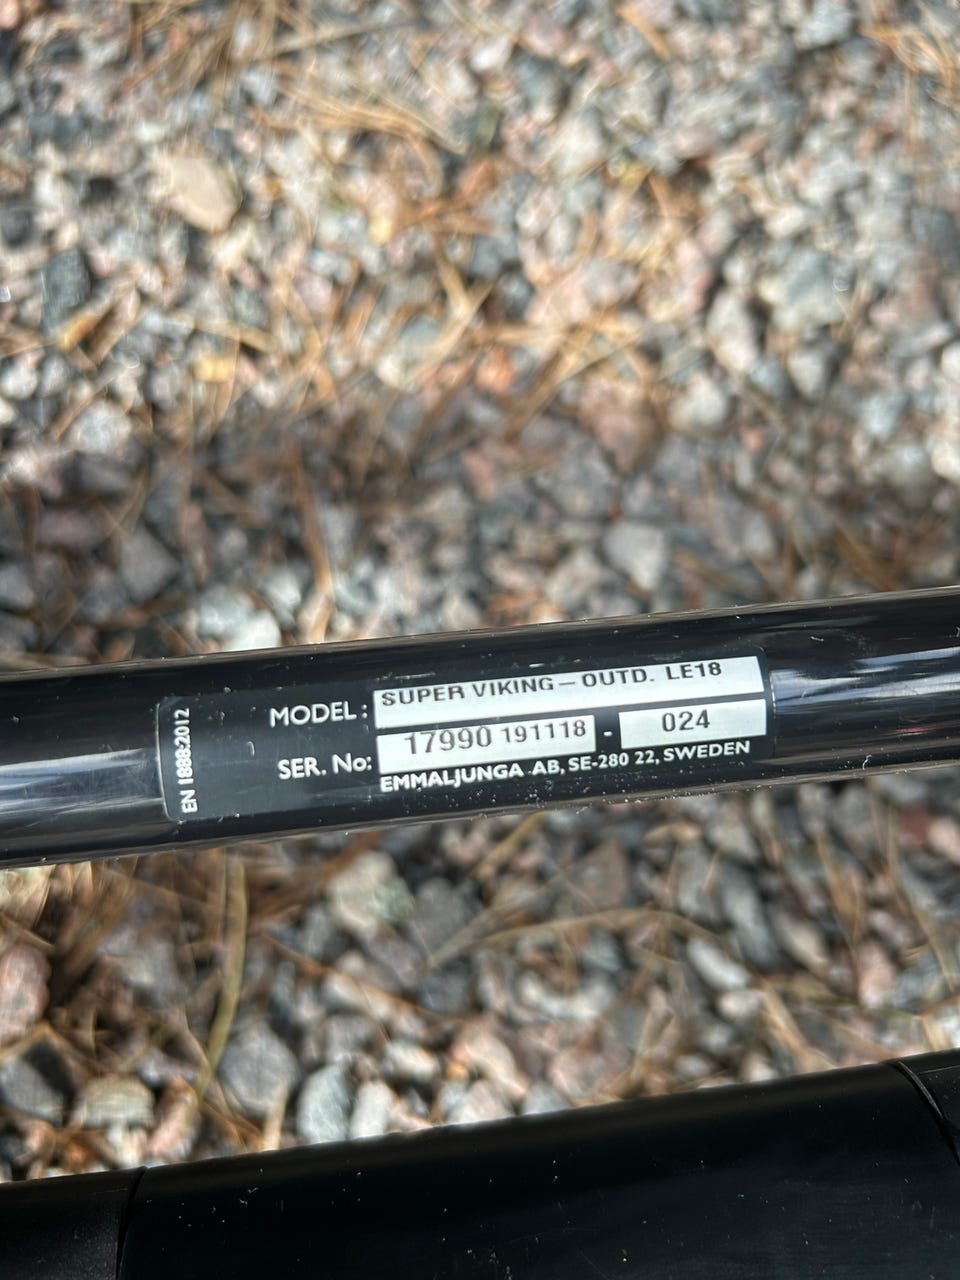 EN 1888:2012
MODEL: SUPER VIKING – OUTD. LE18
SER. No: 17990 191118 - 024
EMMALJUNGA AB, SE-280 22, SWEDEN